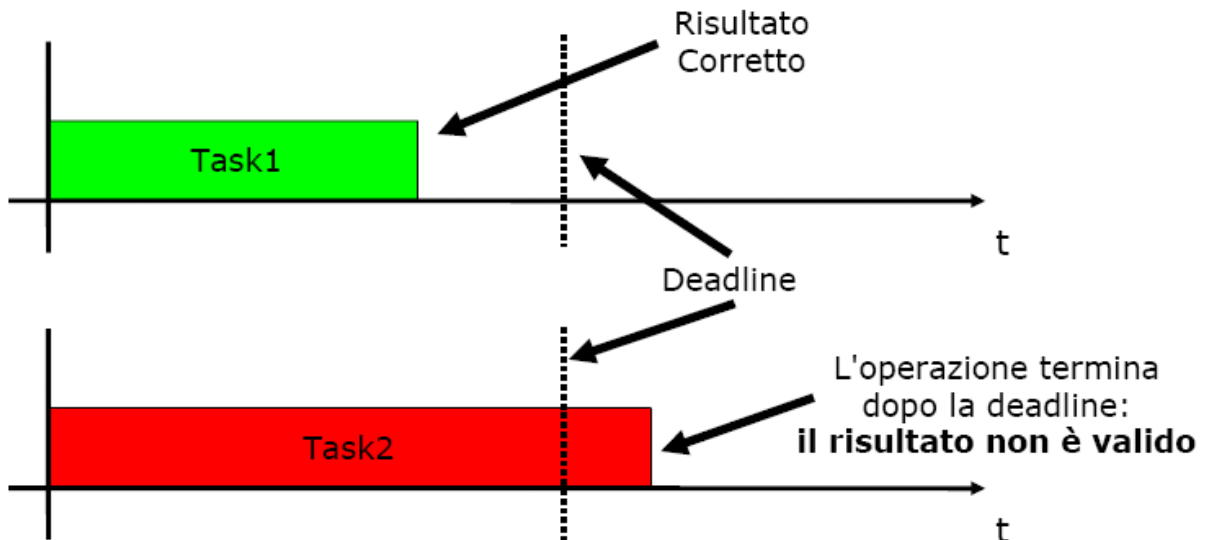 Risultato
Corretto
Task1
t
Deadline
L'operazione termina
dopo la deadline:
il risultato non è valido
Task2
t